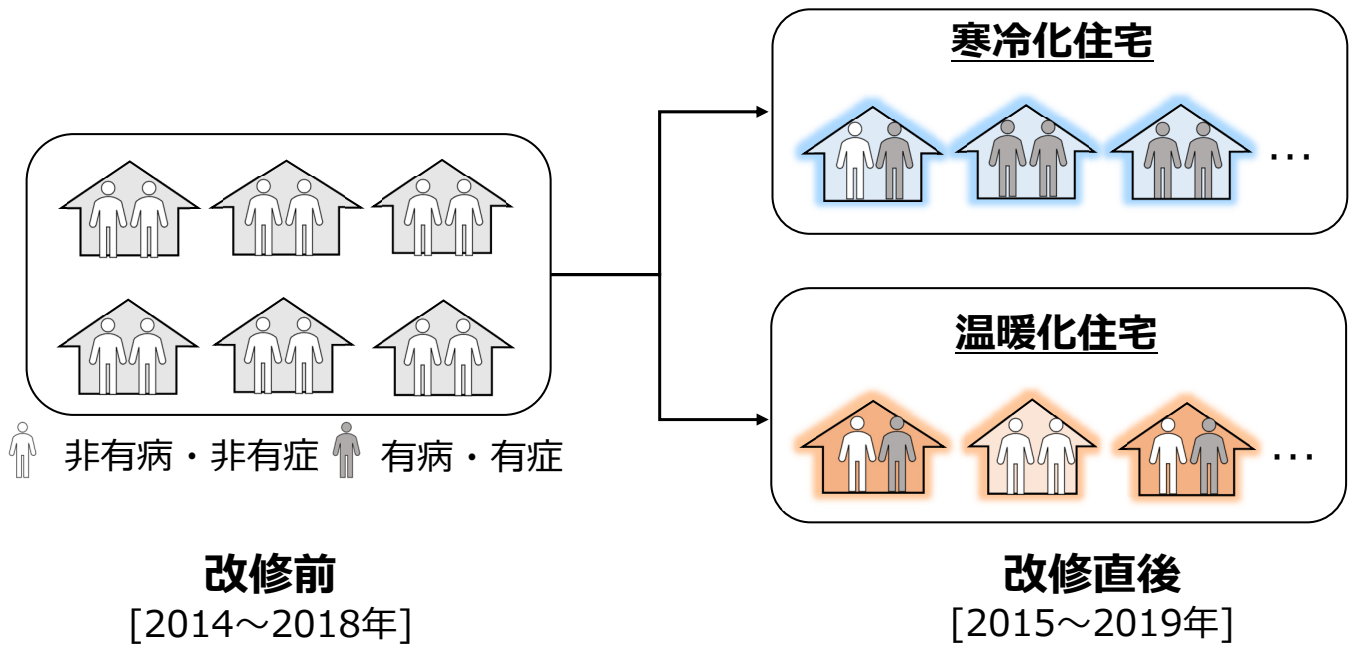 寒冷化住宅
…
温暖化住宅
…
非有病・非有症 有病・有症
改修前
[2014～2018年]
改修直後
[2015～2019年]